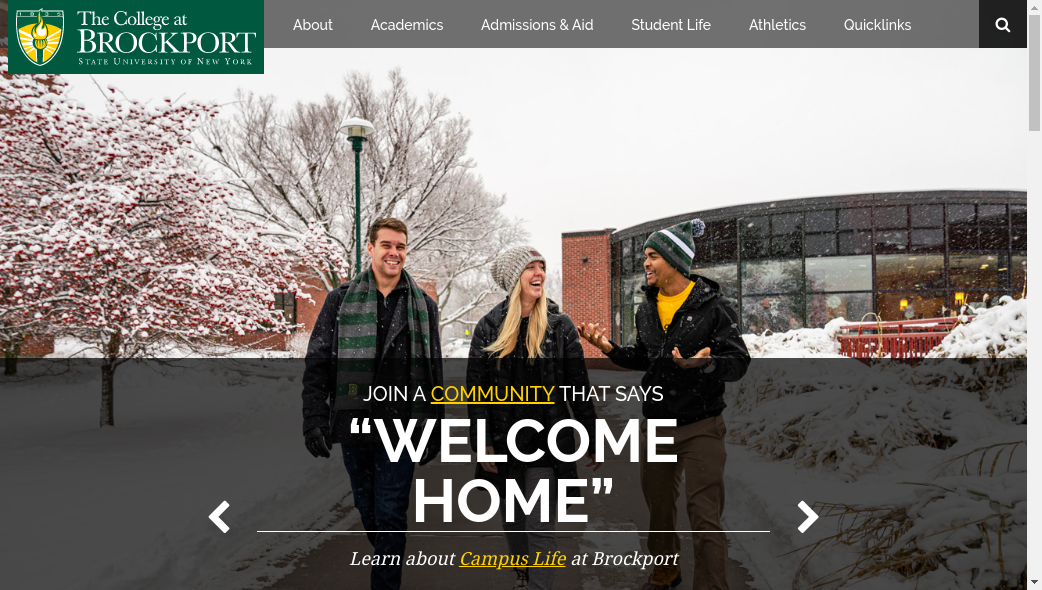 1835
The College at
BROCKPORT
STATE UNIVERSITY OF NEW YORK
About
Academics
Admissions & Aid
Student Life
Athletics
Quicklinks
JOIN A COMMUNITY THAT SAYS
“WELCOME
HOME”
Learn about Campus Life at Brockport